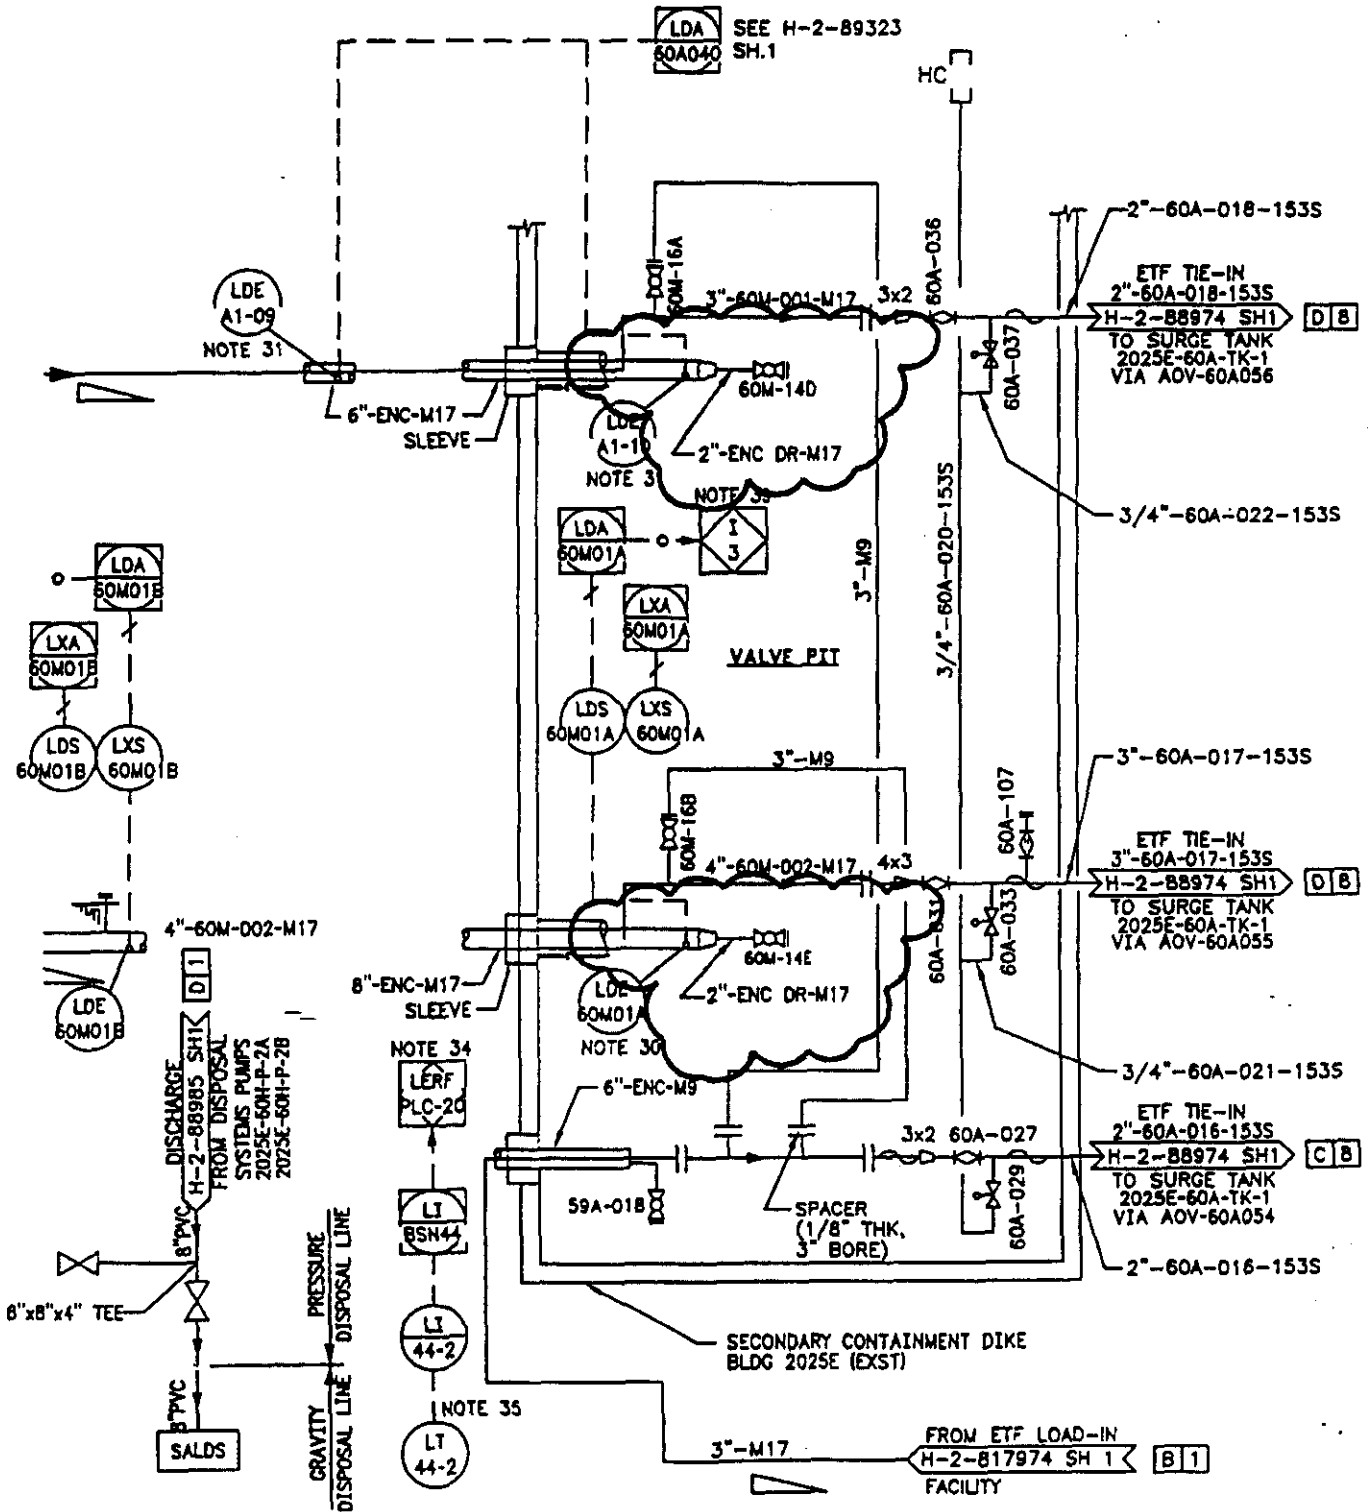 LDA
60A040
SEE H-2-89323
SH.1
HC
2"-60A-018-153S
60M-16A
3"-60M-001-M17
3x2
60A-036
ETF TIE-IN
2"-60A-018-153S
H-2-88974 SH1
D 8
TO SURGE TANK
2025E-60A-TK-1
VIA AOV-60A056
60A-037
LDE
A1-09
NOTE 31
6"-ENC-M17
SLEEVE
60M-14D
LDE
2"-ENC DR-M17
3/4"-60A-022-153S
LDA
60M01A
I
3
3"-M9
3/4"-60A-020-153S
LDA
60M01B
LXA
60M01B
LXA
60M01A
VALVE PIT
LDS
60M01B
LXS
60M01B
LDS
60M01A
LXS
60M01A
3"-M9
60M-16B
3"-60A-017-153S
60A-107
4"-60M-002-M17
4x3
ETF TIE-IN
3"-60A-017-153S
H-2-88974 SH1
D 8
TO SURGE TANK
2025E-60A-TK-1
VIA AOV-60A055
60A-031
60A-033
4"-60M-002-M17
D 1
LDE
60M01B
8"-ENC-M17
SLEEVE
60M-14E
LDE
60M01A
2"-ENC DR-M17
NOTE 30
NOTE 34
LERF
PLC-20
6"-ENC-M9
3/4"-60A-021-153S
DISCHARGE
H-2-88985 SH1
FROM DISPOSAL
SYSTEMS PUMPS
2025E-60H-P-2A
2025E-60H-P-2B
ETF TIE-IN
2"-60A-016-153S
H-2-88974 SH1
C 8
TO SURGE TANK
2025E-60A-TK-1
VIA AOV-60A054
3x2
60A-027
60A-029
59A-018
SPACER
(1/8" THK,
3" BORE)
2"-60A-016-153S
LI
BSN44
8"PVC
8"x8"x4" TEE
PRESSURE
DISPOSAL LINE
GRAVITY
DISPOSAL LINE
LI
44-2
SECONDARY CONTAINMENT DIKE
BLDG 2025E (EXST)
8"PVC
SALDS
NOTE 35
LT
44-2
3"-M17
FROM ETF LOAD-IN
H-2-817974 SH 1
B 1
FACILITY